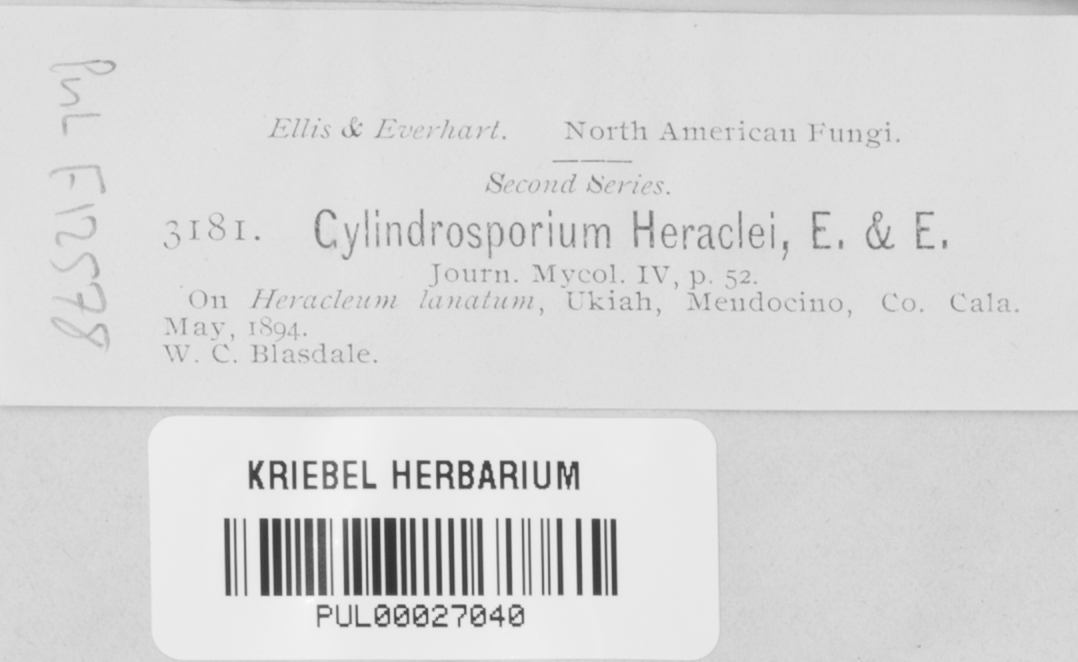 PUL F12578
Ellis & Everhart. North American Fungi.
Second Series.
3181. Cylindrosporium Heraclei, E. & E.
Journ. Mycol. IV, p. 52.
On Heracleum lanatum, Ukiah, Mendocino, Co. Cala.
May, 1894.
W. C. Blasdale.
KRIEBEL HERBARIUM
PUL00027040